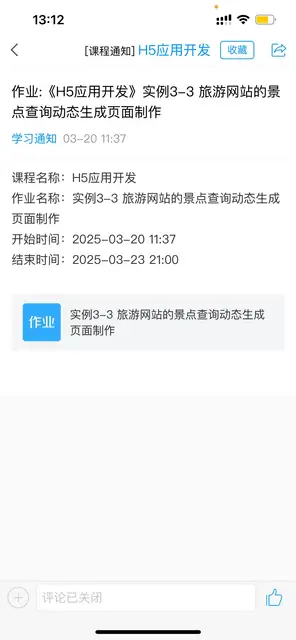 13:12
[课程通知] H5应用开发 收藏
作业:《H5应用开发》实例3-3 旅游网站的景
点查询动态生成页面制作
学习通知 03-20 11:37
课程名称：H5应用开发
作业名称：实例3-3 旅游网站的景点查询动态生成
页面制作
开始时间：2025-03-20 11:37
结束时间：2025-03-23 21:00
作业
实例3-3 旅游网站的景点查询动态生成
页面制作
评论已关闭